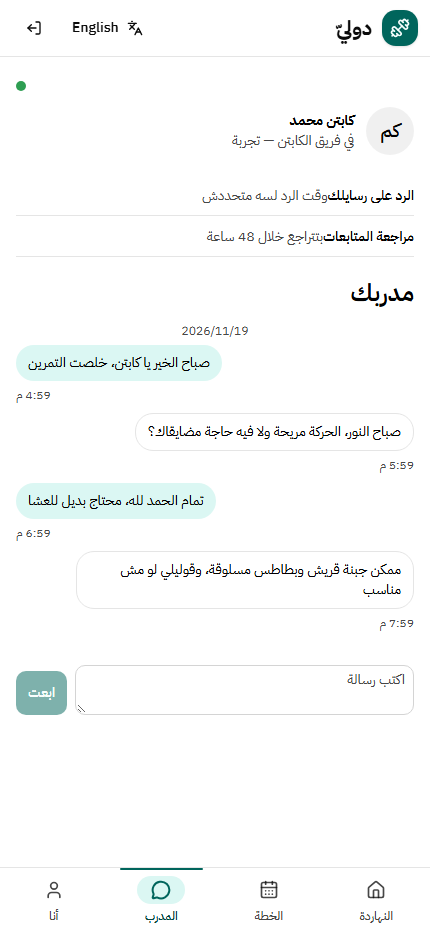 دوليّ
English
كم
كابتن محمد
في فريق الكابتن — تجربة
الرد على رسايلك وقت الرد لسه متحددش
مراجعة المتابعات بتتراجع خلال 48 ساعة
مدربك
2026/11/19
صباح الخير يا كابتن، خلصت التمرين
4:59 م
صباح النور، الحركة مريحة ولا فيه حاجة مضايقاك؟
5:59 م
تمام الحمد لله، محتاج بديل للعشا
6:59 م
ممكن جبنة قريش وبطاطس مسلوقة، وقوليلي لو مش
مناسب
7:59 م
اكتب رسالة
ابعت
النهاردة
الخطة
المدرب
أنا